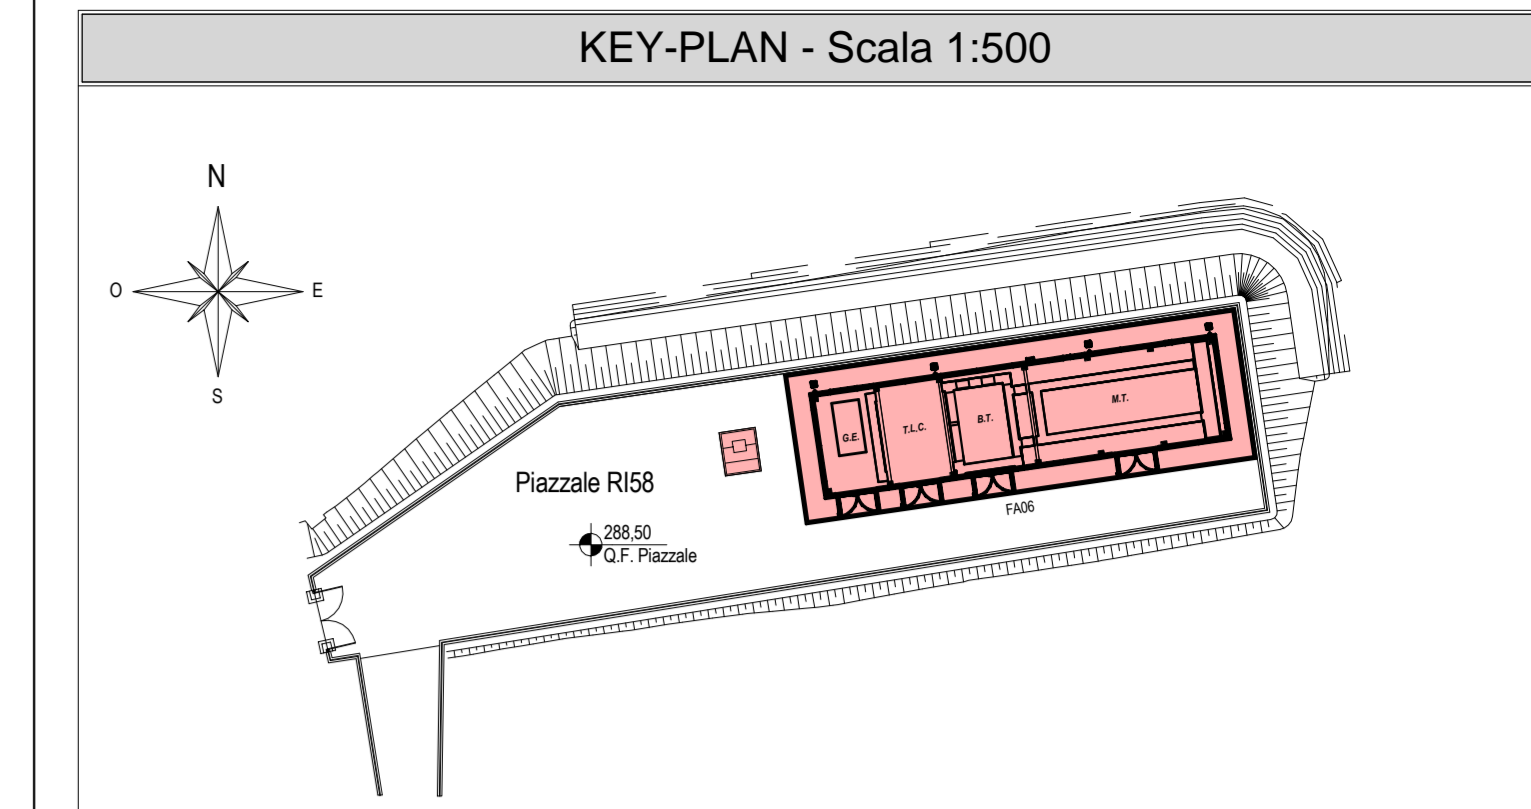 KEY-PLAN - Scala 1:500
N
O
E
S
G.E.
T.L.C.
B.T.
M.T.
Piazzale RI58
FA06
288,50
Q.F. Piazzale